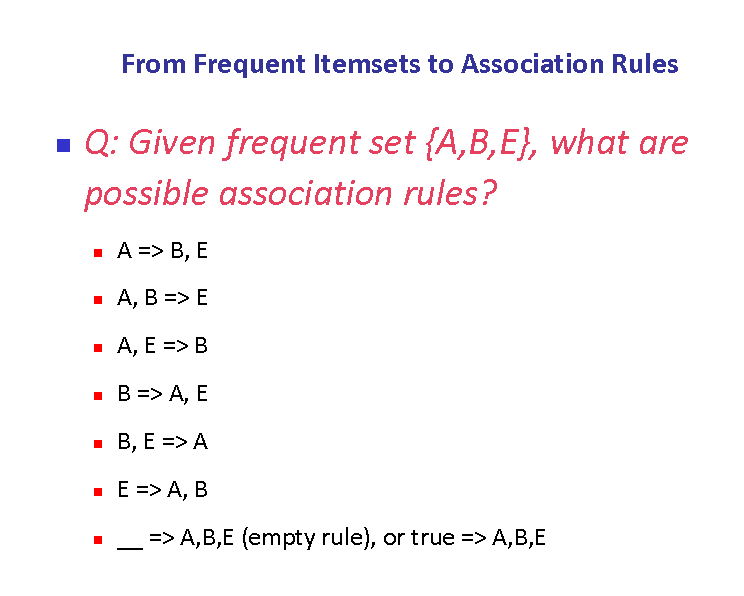 From Frequent Itemsets to Association Rules
Q: Given frequent set {A,B,E}, what are
possible association rules?
A => B, E
A, B => E
A, E => B
B => A, E
B, E => A
E => A, B
__ => A,B,E (empty rule), or true => A,B,E